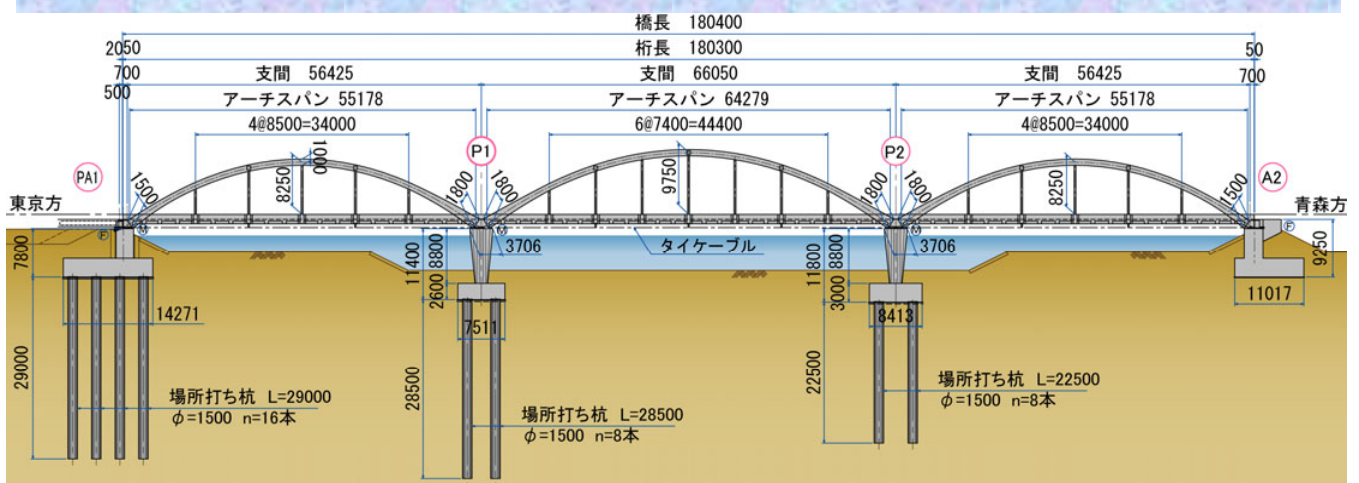 橋長 180400
2050 桁長 180300 50
700 支間 56425 支間 66050 支間 56425 700
500 アーチスパン 55178 アーチスパン 64279 アーチスパン 55178
4@8500=34000 6@7400=44400 4@8500=34000
PA1 P1 P2 A2
1500 8250 1000 1800 1800 9750 1800 1800 8250 1500
東京方 青森方
F M M M F
7800 11400 8800 2600 3706 タイケーブル 11800 8800 3000 3706 9250
14271 7511 8413 11017
29000 28500 22500
場所打ち杭 L=29000
φ=1500 n=16本
場所打ち杭 L=28500
φ=1500 n=8本
場所打ち杭 L=22500
φ=1500 n=8本